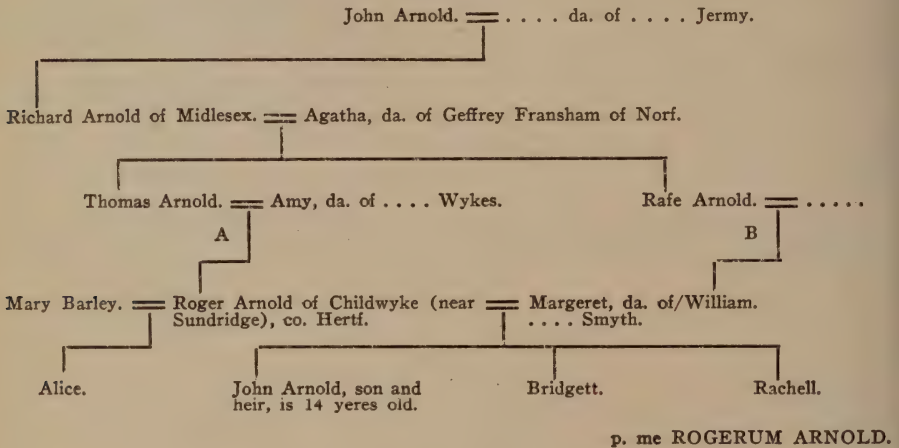 John Arnold. = . . . . da. of . . . . Jermy.
Richard Arnold of Midlesex. = Agatha, da. of Geffrey Fransham of Norf.
Thomas Arnold. = Amy, da. of . . . . Wykes.
Rafe Arnold. = . . . . .
A
B
Mary Barley. = Roger Arnold of Childwyke (near = Margeret, da. of/William.
Sundridge), co. Hertf.
. . . . Smyth.
Alice.
John Arnold, son and
heir, is 14 yeres old.
Bridgett.
Rachell.
p. me ROGERUM ARNOLD.